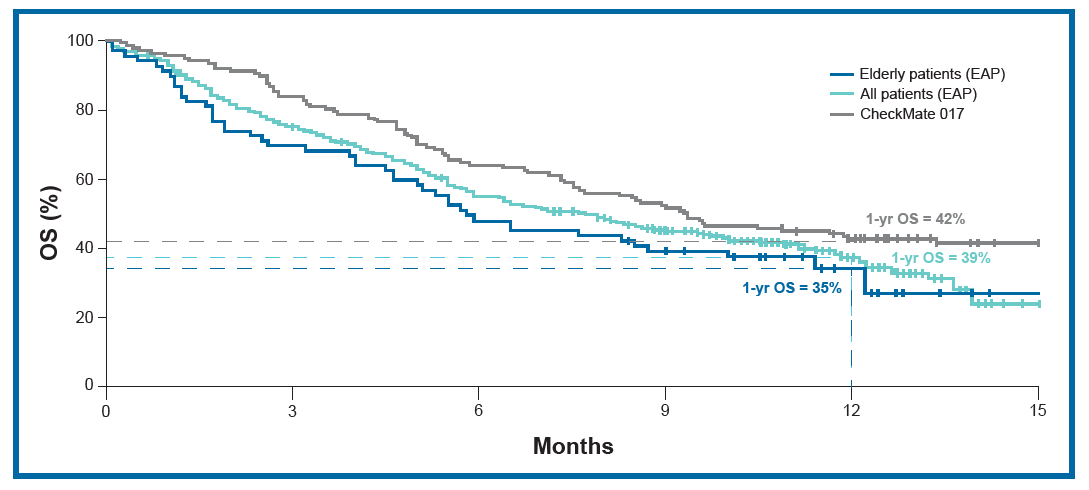 100
80
60
40
20
0
OS (%)
Elderly patients (EAP)
All patients (EAP)
CheckMate 017
1-yr OS = 42%
1-yr OS = 39%
1-yr OS = 35%
0 3 6 9 12 15
Months